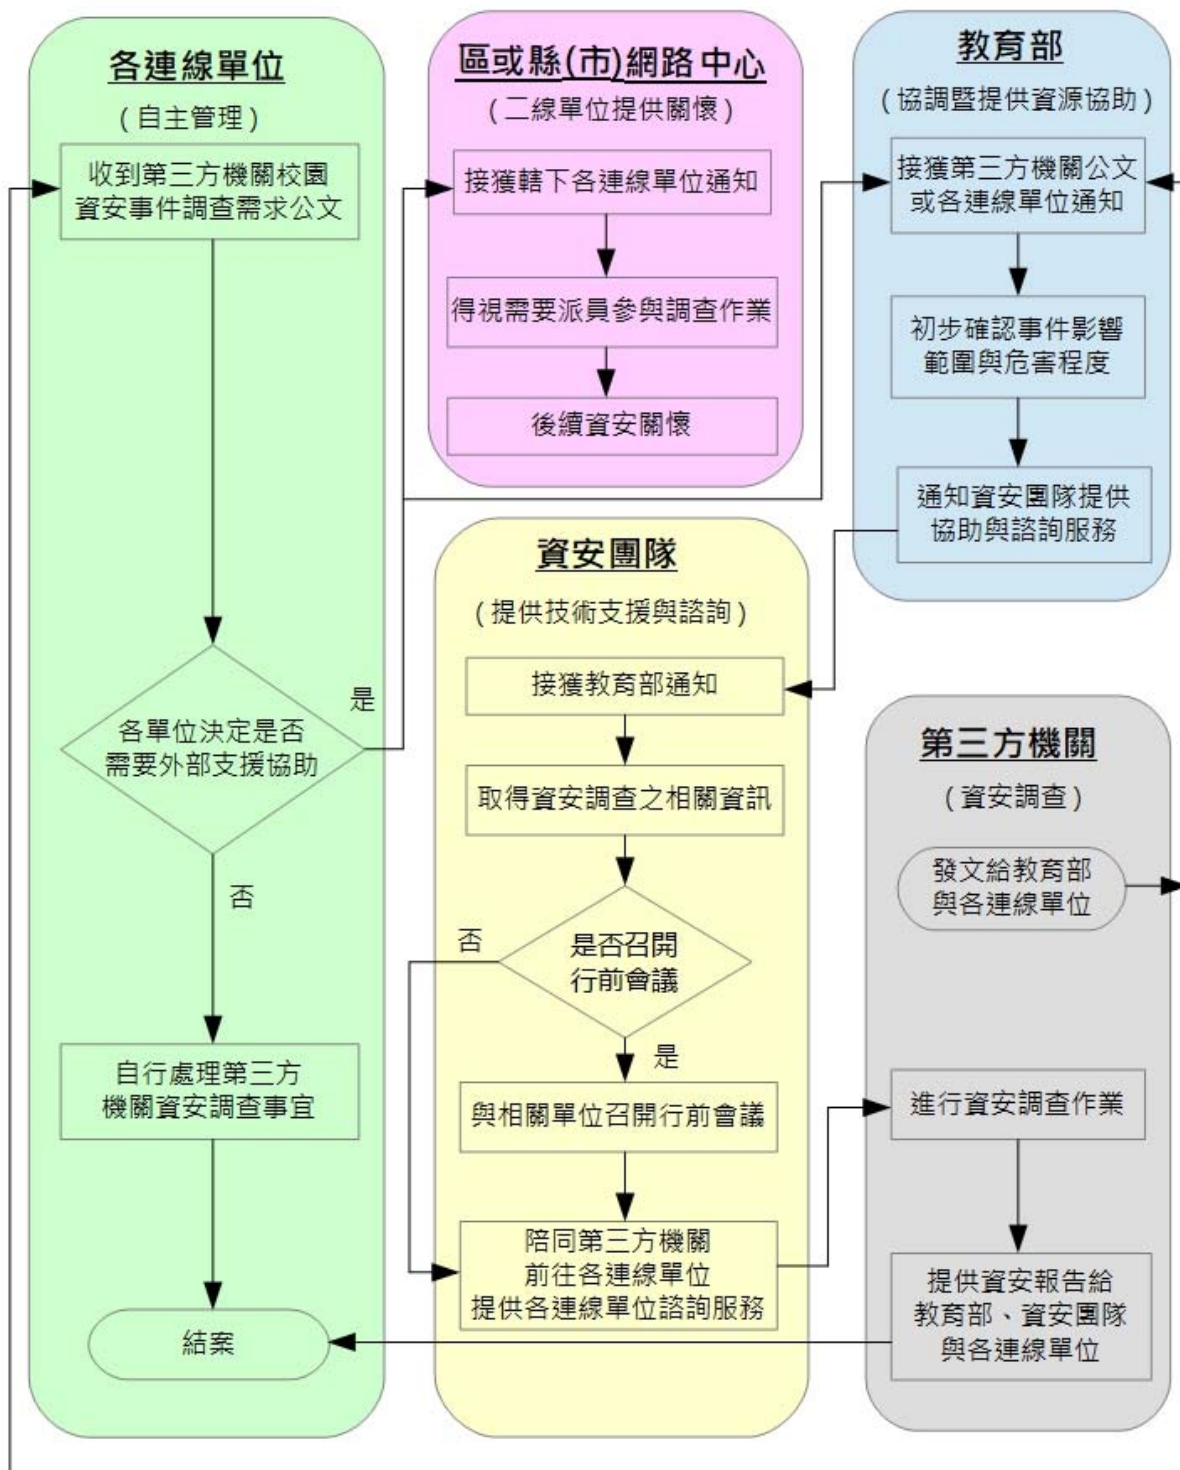 各連線單位
(自主管理)
收到第三方機關校園
資安事件調查需求公文
各單位決定是否
需要外部支援協助
是
否
自行處理第三方
機關資安調查事宜
結案
區或縣(市)網路中心
(二線單位提供關懷)
接獲轄下各連線單位通知
得視需要派員參與調查作業
後續資安關懷
教育部
(協調暨提供資源協助)
接獲第三方機關公文
或各連線單位通知
初步確認事件影響
範圍與危害程度
通知資安團隊提供
協助與諮詢服務
資安團隊
(提供技術支援與諮詢)
接獲教育部通知
取得資安調查之相關資訊
是否召開
行前會議
否
是
與相關單位召開行前會議
陪同第三方機關
前往各連線單位
提供各連線單位諮詢服務
第三方機關
(資安調查)
發文給教育部
與各連線單位
進行資安調查作業
提供資安報告給
教育部、資安團隊
與各連線單位